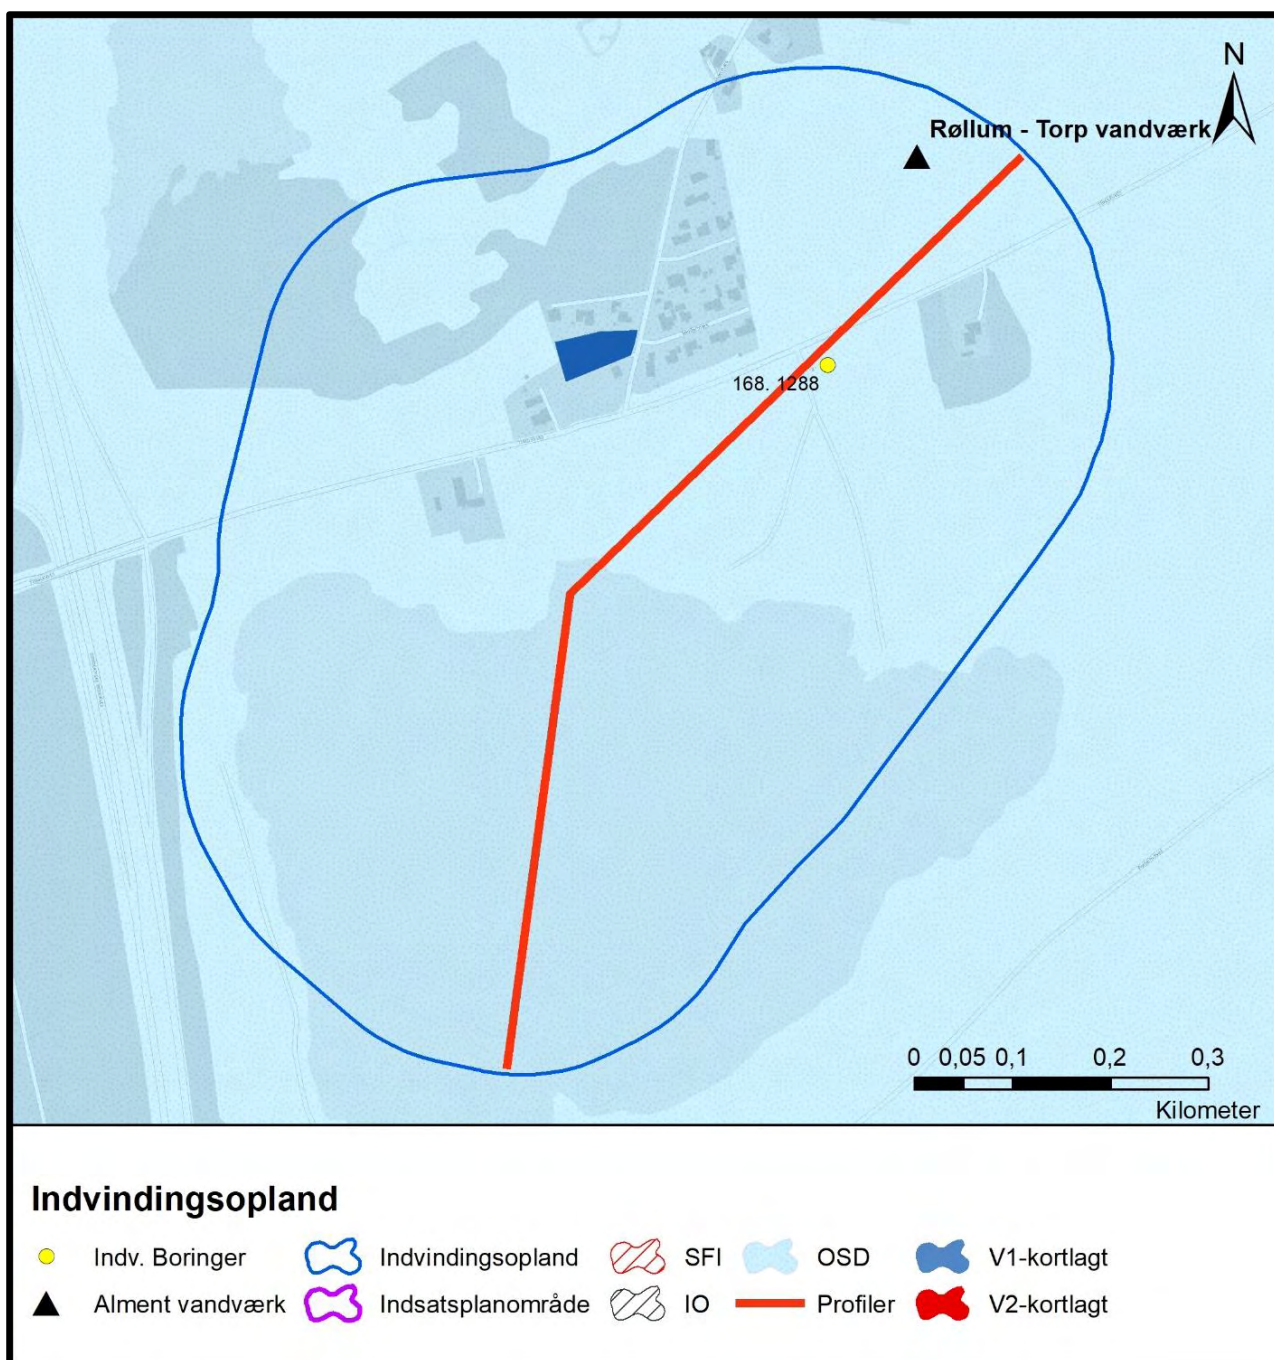 N
Røllum - Torp vandværk
168. 1288
0 0,05 0,1 0,2 0,3
Kilometer
Indvindingsopland
Indv. Boringer Indvindingsopland SFI OSD V1-kortlagt
Alment vandværk Indsatsplanområde IO Profiler V2-kortlagt